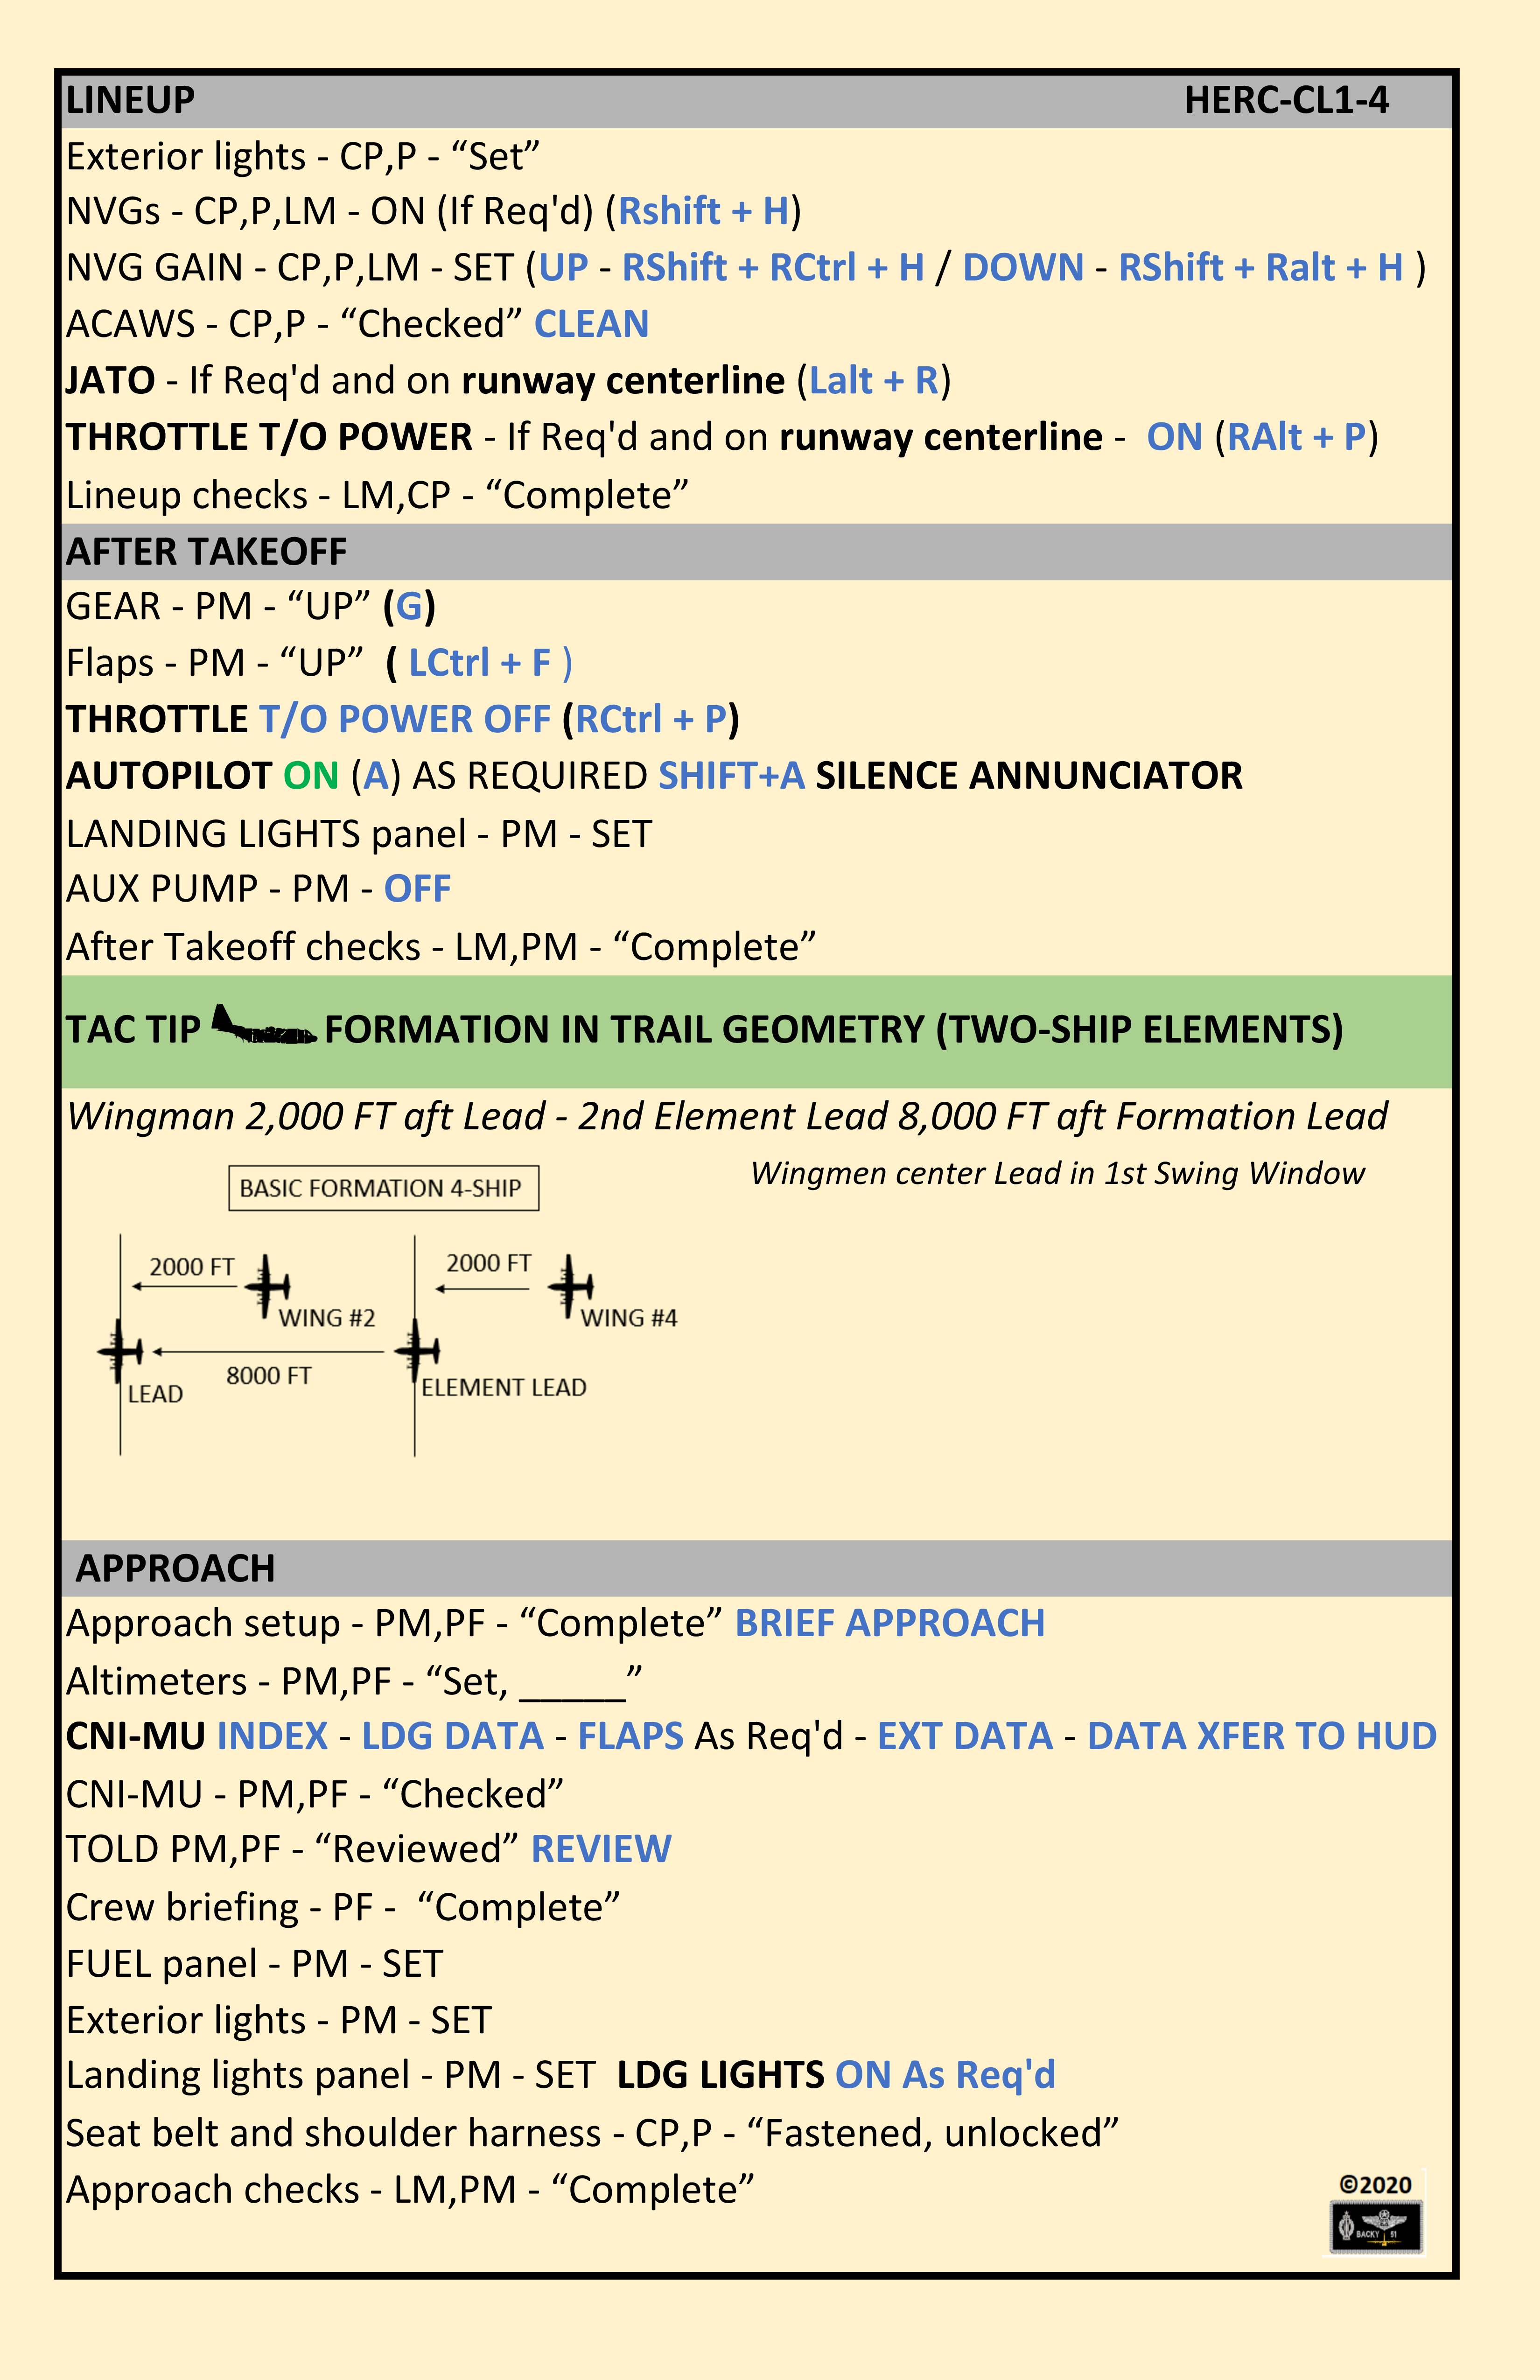 LINEUP HERC-CL1-4
Exterior lights - CP,P - “Set”
NVGs - CP,P,LM - ON (If Req'd) (Rshift + H)
NVG GAIN - CP,P,LM - SET (UP - RShift + RCtrl + H / DOWN - RShift + Ralt + H )
ACAWS - CP,P - “Checked” CLEAN
JATO - If Req'd and on runway centerline (Lalt + R)
THROTTLE T/O POWER - If Req'd and on runway centerline - ON (RAlt + P)
Lineup checks - LM,CP - “Complete”
AFTER TAKEOFF
GEAR - PM - “UP” (G)
Flaps - PM - “UP” ( LCtrl + F )
THROTTLE T/O POWER OFF (RCtrl + P)
AUTOPILOT ON (A) AS REQUIRED SHIFT+A SILENCE ANNUNCIATOR
LANDING LIGHTS panel - PM - SET
AUX PUMP - PM - OFF
After Takeoff checks - LM,PM - “Complete”
TAC TIP FORMATION IN TRAIL GEOMETRY (TWO-SHIP ELEMENTS)
Wingman 2,000 FT aft Lead - 2nd Element Lead 8,000 FT aft Formation Lead
Wingmen center Lead in 1st Swing Window
BASIC FORMATION 4-SHIP
2000 FT 2000 FT
WING #2 WING #4
8000 FT
LEAD ELEMENT LEAD
APPROACH
Approach setup - PM,PF - “Complete” BRIEF APPROACH
Altimeters - PM,PF - “Set, _____”
CNI-MU INDEX - LDG DATA - FLAPS As Req'd - EXT DATA - DATA XFER TO HUD
CNI-MU - PM,PF - “Checked”
TOLD PM,PF - “Reviewed” REVIEW
Crew briefing - PF - “Complete”
FUEL panel - PM - SET
Exterior lights - PM - SET
Landing lights panel - PM - SET LDG LIGHTS ON As Req'd
Seat belt and shoulder harness - CP,P - “Fastened, unlocked”
Approach checks - LM,PM - “Complete”
©2020
BACKY 51